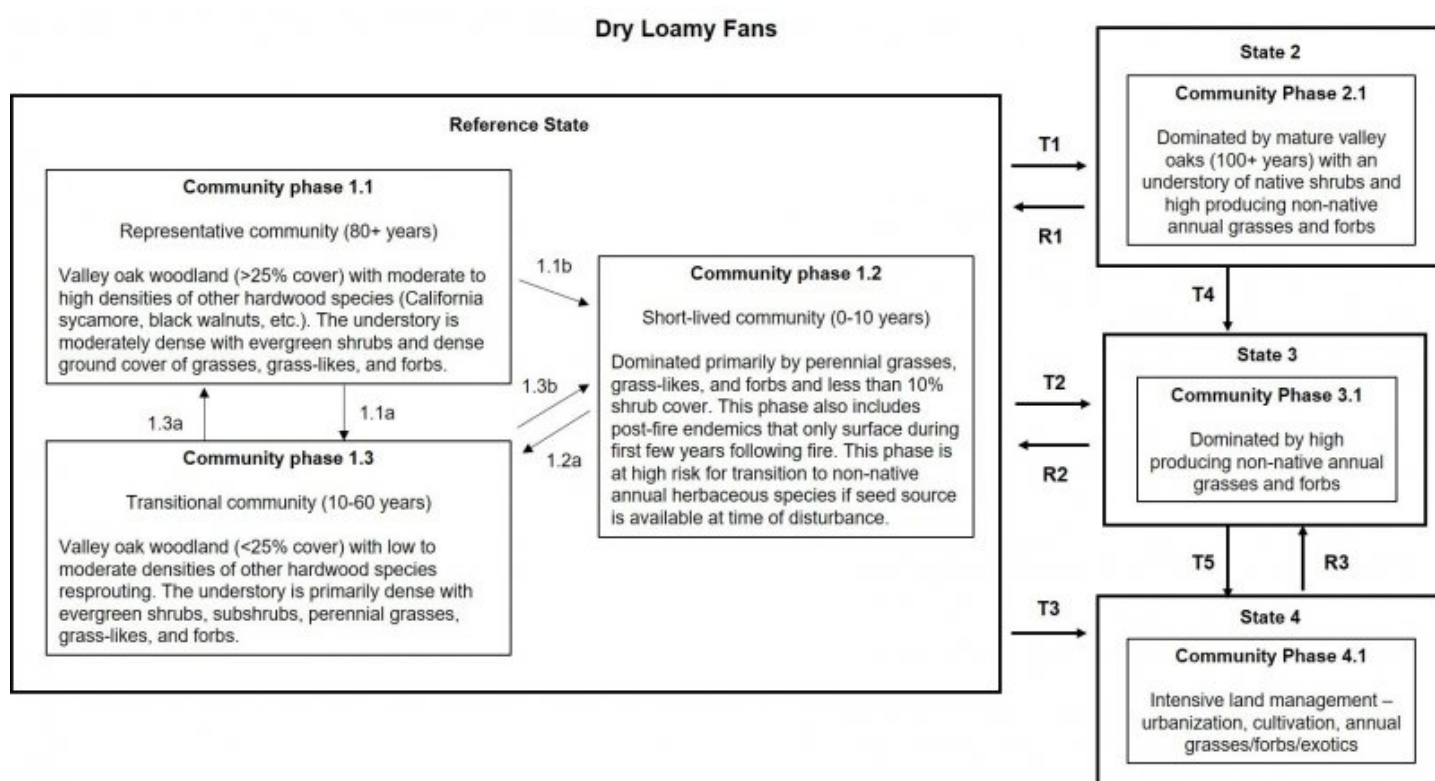 Dry Loamy Fans
Reference State
Community phase 1.1
Representative community (80+ years)
Valley oak woodland (>25% cover) with moderate to
high densities of other hardwood species (California
sycamore, black walnuts, etc.). The understory is
moderately dense with evergreen shrubs and dense
ground cover of grasses, grass-likes, and forbs.
1.3a
1.1a
1.1b
1.3b
1.2a
Community phase 1.2
Short-lived community (0-10 years)
Dominated primarily by perennial grasses,
grass-likes, and forbs and less than 10%
shrub cover. This phase also includes
post-fire endemics that only surface during
first few years following fire. This phase is
at high risk for transition to non-native
annual herbaceous species if seed source
is available at time of disturbance.
Community phase 1.3
Transitional community (10-60 years)
Valley oak woodland (<25% cover) with low to
moderate densities of other hardwood species
resprouting. The understory is primarily dense with
evergreen shrubs, subshrubs, perennial grasses,
grass-likes, and forbs.
T1
R1
T2
R2
T3
State 2
Community Phase 2.1
Dominated by mature valley
oaks (100+ years) with an
understory of native shrubs and
high producing non-native
annual grasses and forbs
T4
State 3
Community Phase 3.1
Dominated by high
producing non-native annual
grasses and forbs
T5
R3
State 4
Community Phase 4.1
Intensive land management –
urbanization, cultivation, annual
grasses/forbs/exotics